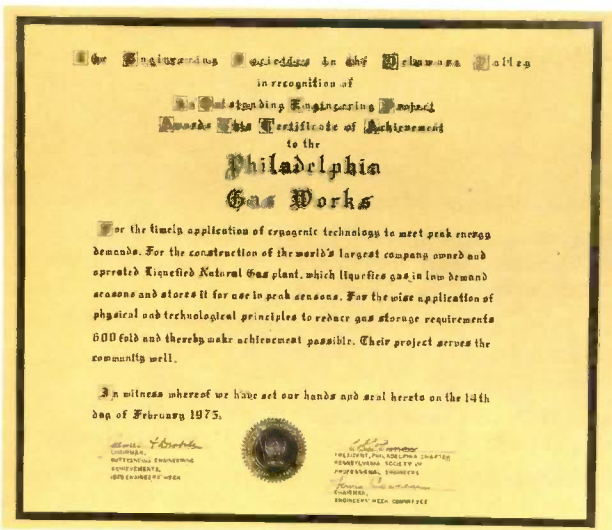 The Engineering Societies in the Delaware Valley
in recognition of
An Outstanding Engineering Project
Awards This Certificate of Achievement
to the
Philadelphia
Gas Works
For the timely application of cryogenic technology to meet peak energy
demands. For the construction of the world's largest company owned and
operated Liquefied Natural Gas plant, which liquefies gas in low demand
seasons and stores it for use in peak seasons. For the wise application of
physical and technological principles to reduce gas storage requirements
600 fold and thereby make achievement possible. Their project serves the
community well.
In witness whereof we have set our hands and seal hereto on the 14th
day of February 1975.
CHAIRMAN,
OUTSTANDING ENGINEERING
ACHIEVEMENTS,
ENGINEERS' WEEK
PRESIDENT, PHILADELPHIA CHAPTER
PENNSYLVANIA SOCIETY OF
PROFESSIONAL ENGINEERS
CHAIRMAN,
ENGINEERS' WEEK COMMITTEE